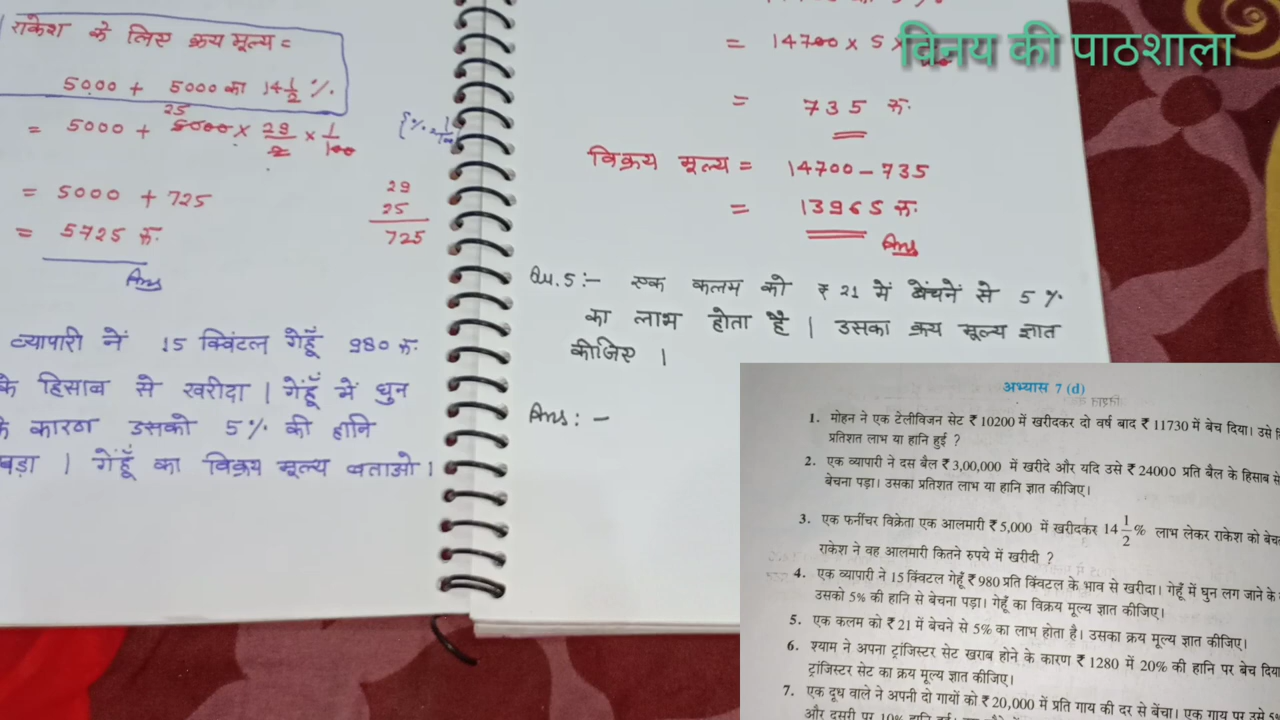 राकेश के लिए क्रय मूल्य =
5000 + 5000 का 14 1/2 %.
= 5000 + 5000 × 29/2 × 1/100
25
= 5000 + 725
29
25
725
= 5725 रु.
Ans
व्यापारी नें 15 क्विंटल गेहूँ 980 रु.
के हिसाब से खरीदा । गेंहूँ में घुन
के कारण उसको 5% की हानि
पड़ा । गेंहूँ का विक्रय मूल्य बताओ ।
= 14700 × 5 ×
= 735 रु.
विक्रय मूल्य = 14700 - 735
= 13965 रु.
Ans
Qu.5:- एक कलम को ₹ 21 में बेंचनें से 5%
का लाभ होता है । उसका क्रय मूल्य ज्ञात
कीजिए ।
Ans:-
विनय की पाठशाला
अभ्यास 7 (d)
1. मोहन ने एक टेलीविजन सेट ₹ 10200 में खरीदकर दो वर्ष बाद ₹ 11730 में बेच दिया। उसे
प्रतिशत लाभ या हानि हुई ?
2. एक व्यापारी ने दस बैल ₹ 3,00,000 में खरीदे और यदि उसे ₹ 24000 प्रति बैल के हिसाब से
बेचना पड़ा। उसका प्रतिशत लाभ या हानि ज्ञात कीजिए।
3. एक फर्नीचर विक्रेता एक आलमारी ₹ 5,000 में खरीदकर 14 1/2 % लाभ लेकर राकेश को
राकेश ने वह आलमारी कितने रुपये में खरीदी ?
4. एक व्यापारी ने 15 क्विंटल गेहूँ ₹ 980 प्रति क्विंटल के भाव से खरीदा। गेहूँ में घुन लग जाने के
उसको 5% की हानि से बेचना पड़ा। गेहूँ का विक्रय मूल्य ज्ञात कीजिए।
5. एक कलम को ₹ 21 में बेचने से 5% का लाभ होता है। उसका क्रय मूल्य ज्ञात कीजिए।
6. श्याम ने अपना ट्रांजिस्टर सेट खराब होने के कारण ₹ 1280 में 20% की हानि पर बेच दिया
ट्रांजिस्टर सेट का क्रय मूल्य ज्ञात कीजिए।
7. एक दूध वाले ने अपनी दो गायों को ₹ 20,000 में प्रति गाय की दर से बेंचा। एक गाय पर उसे
और दूसरी पर 10% हानि हुई।